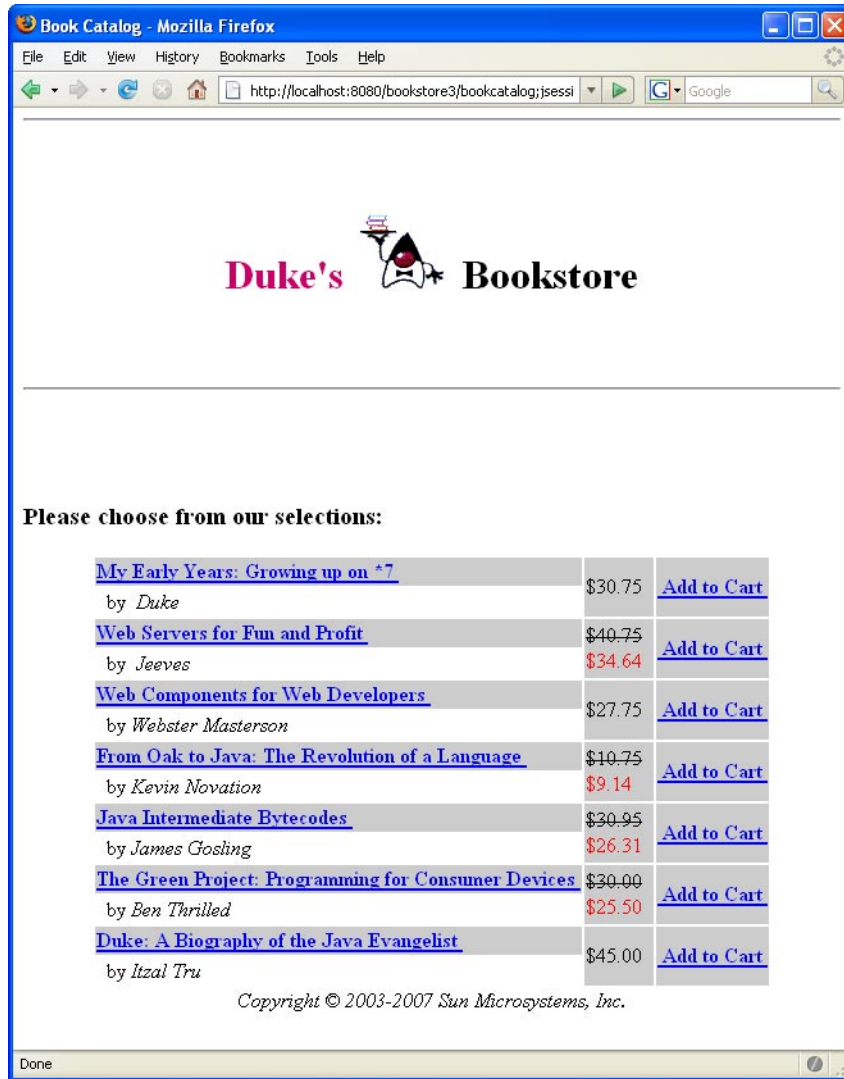 Book Catalog - Mozilla Firefox
File Edit View History Bookmarks Tools Help
http://localhost:8080/bookstore3/bookcatalog;jsessi
G Google
Duke's Bookstore
Please choose from our selections:
My Early Years: Growing up on *7
by Duke
$30.75
Add to Cart
Web Servers for Fun and Profit
by Jeeves
$40.75
$34.64
Add to Cart
Web Components for Web Developers
by Webster Masterson
$27.75
Add to Cart
From Oak to Java: The Revolution of a Language
by Kevin Novation
$10.75
$9.14
Add to Cart
Java Intermediate Bytecodes
by James Gosling
$30.95
$26.31
Add to Cart
The Green Project: Programming for Consumer Devices
by Ben Thrilled
$30.00
$25.50
Add to Cart
Duke: A Biography of the Java Evangelist
by Itzal Tru
$45.00
Add to Cart
Copyright © 2003-2007 Sun Microsystems, Inc.
Done